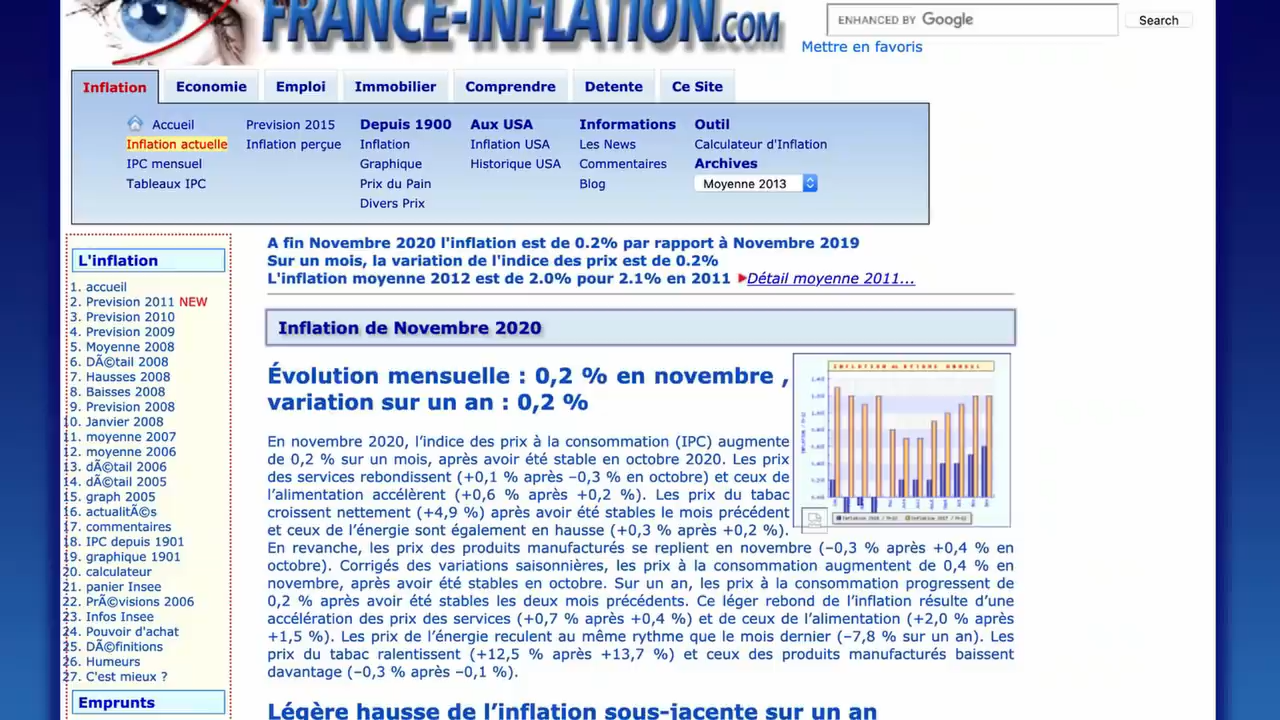 FRANCE-INFLATION.COM
ENHANCED BY Google
Search
Mettre en favoris
Inflation Economie Emploi Immobilier Comprendre Detente Ce Site
Accueil Prevision 2015 Depuis 1900 Aux USA Informations Outil
Inflation actuelle Inflation perçue Inflation Inflation USA Les News Calculateur d'Inflation
IPC mensuel Graphique Historique USA Commentaires Archives
Tableaux IPC Prix du Pain Blog Moyenne 2013
Divers Prix
L'inflation
1. accueil
2. Prevision 2011 NEW
3. Prevision 2010
4. Prevision 2009
5. Moyenne 2008
6. DÃ©tail 2008
7. Hausses 2008
8. Baisses 2008
9. Prevision 2008
10. Janvier 2008
11. moyenne 2007
12. moyenne 2006
13. dÃ©tail 2006
14. dÃ©tail 2005
15. graph 2005
16. actualitÃ©s
17. commentaires
18. IPC depuis 1901
19. graphique 1901
20. calculateur
21. panier Insee
22. PrÃ©visions 2006
23. Infos Insee
24. Pouvoir d'achat
25. DÃ©finitions
26. Humeurs
27. C'est mieux ?
Emprunts
A fin Novembre 2020 l'inflation est de 0.2% par rapport à Novembre 2019
Sur un mois, la variation de l'indice des prix est de 0.2%
L'inflation moyenne 2012 est de 2.0% pour 2.1% en 2011 Détail moyenne 2011...
Inflation de Novembre 2020
Évolution mensuelle : 0,2 % en novembre ,
variation sur un an : 0,2 %
En novembre 2020, l’indice des prix à la consommation (IPC) augmente
de 0,2 % sur un mois, après avoir été stable en octobre 2020. Les prix
des services rebondissent (+0,1 % après –0,3 % en octobre) et ceux de
l’alimentation accélèrent (+0,6 % après +0,2 %). Les prix du tabac
croissent nettement (+4,9 %) après avoir été stables le mois précédent
et ceux de l’énergie sont également en hausse (+0,3 % après +0,2 %).
En revanche, les prix des produits manufacturés se replient en novembre (–0,3 % après +0,4 % en
octobre). Corrigés des variations saisonnières, les prix à la consommation augmentent de 0,4 % en
novembre, après avoir été stables en octobre. Sur un an, les prix à la consommation progressent de
0,2 % après avoir été stables les deux mois précédents. Ce léger rebond de l’inflation résulte d’une
accélération des prix des services (+0,7 % après +0,4 %) et de ceux de l’alimentation (+2,0 % après
+1,5 %). Les prix de l’énergie reculent au même rythme que le mois dernier (–7,8 % sur un an). Les
prix du tabac ralentissent (+12,5 % après +13,7 %) et ceux des produits manufacturés baissent
davantage (–0,3 % après –0,1 %).
Légère hausse de l’inflation sous-jacente sur un an